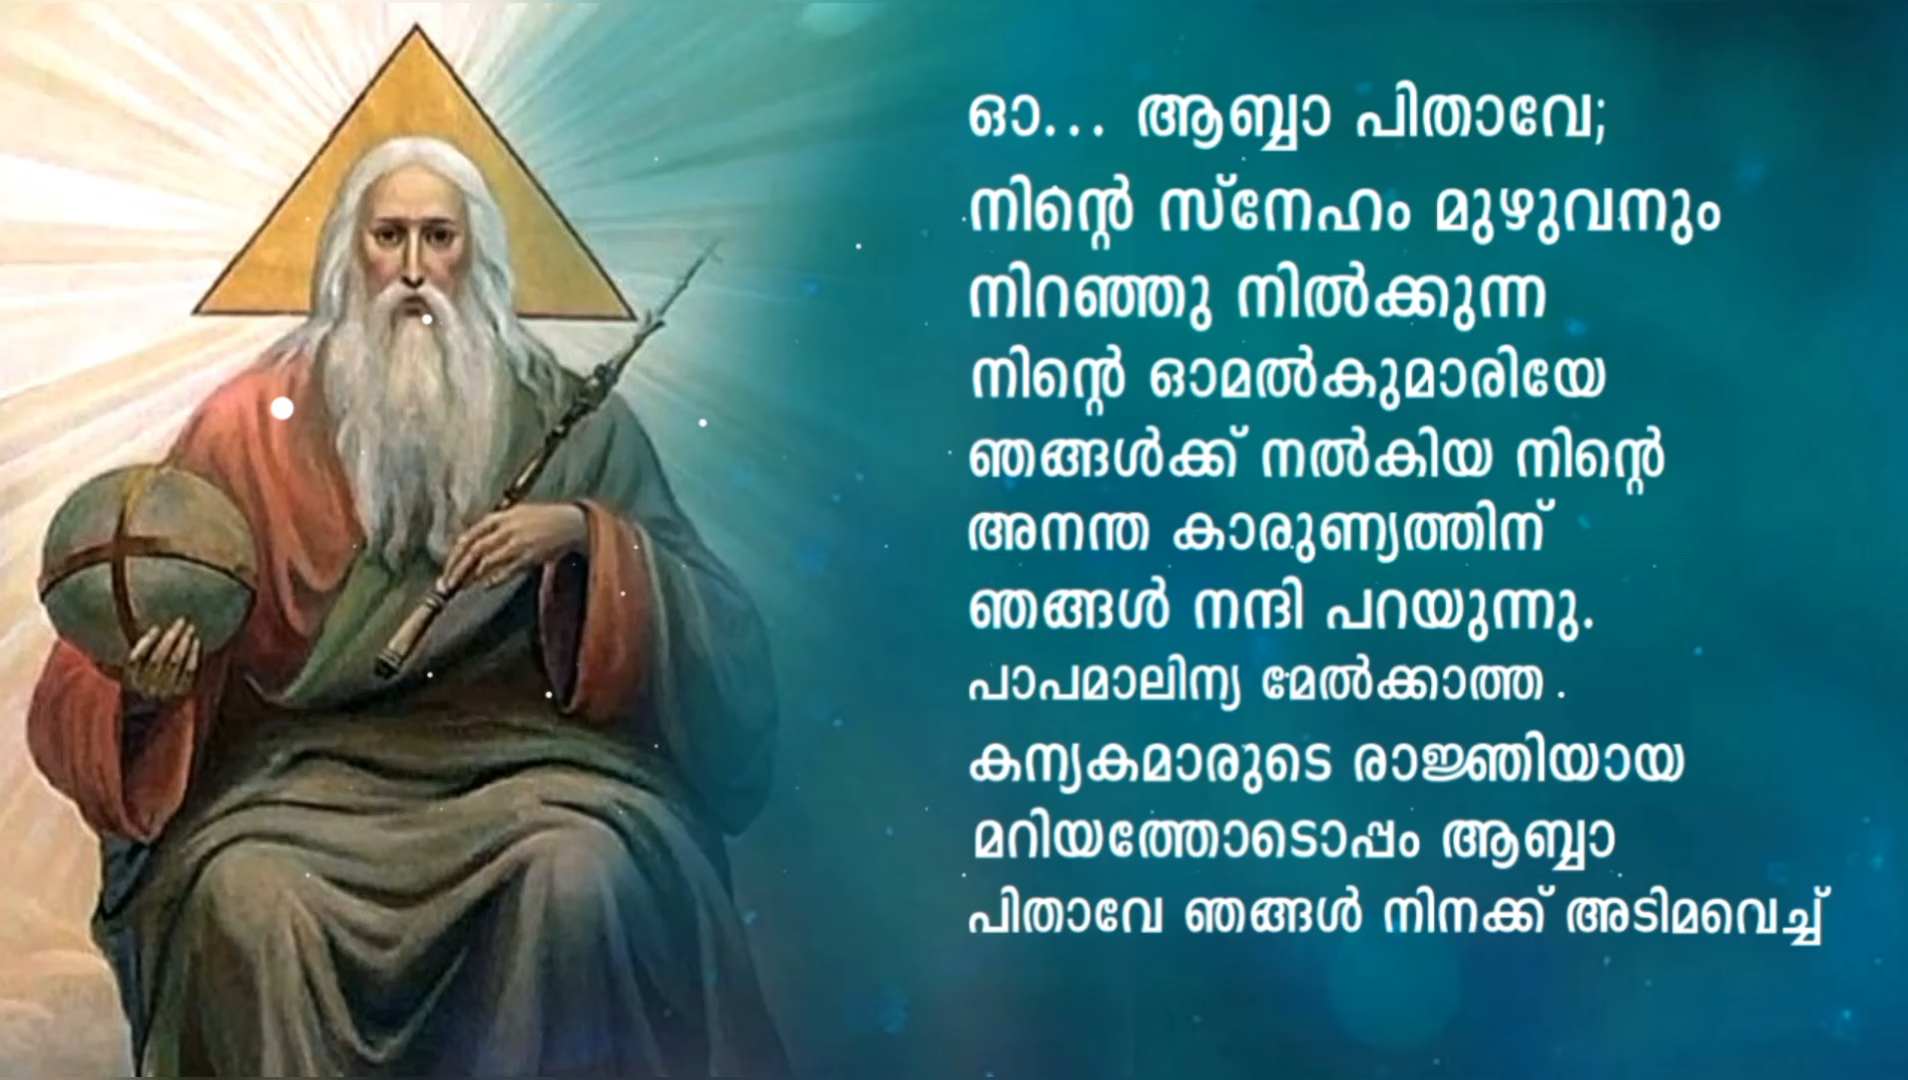 ഓ... ആബ്ബാ പിതാവേ;
നിന്റെ സ്നേഹം മുഴുവനും
നിറഞ്ഞു നിൽക്കുന്ന
നിന്റെ ഓമൽകുമാരിയേ
ഞങ്ങൾക്ക് നൽകിയ നിന്റെ
അനന്ത കാരുണ്യത്തിന്
ഞങ്ങൾ നന്ദി പറയുന്നു.
പാപമാലിന്യ മേൽക്കാത്ത .
കന്യകമാരുടെ രാജ്ഞിയായ
മറിയത്തോടൊപ്പം ആബ്ബാ
പിതാവേ ഞങ്ങൾ നിനക്ക് അടിമവെച്ച്